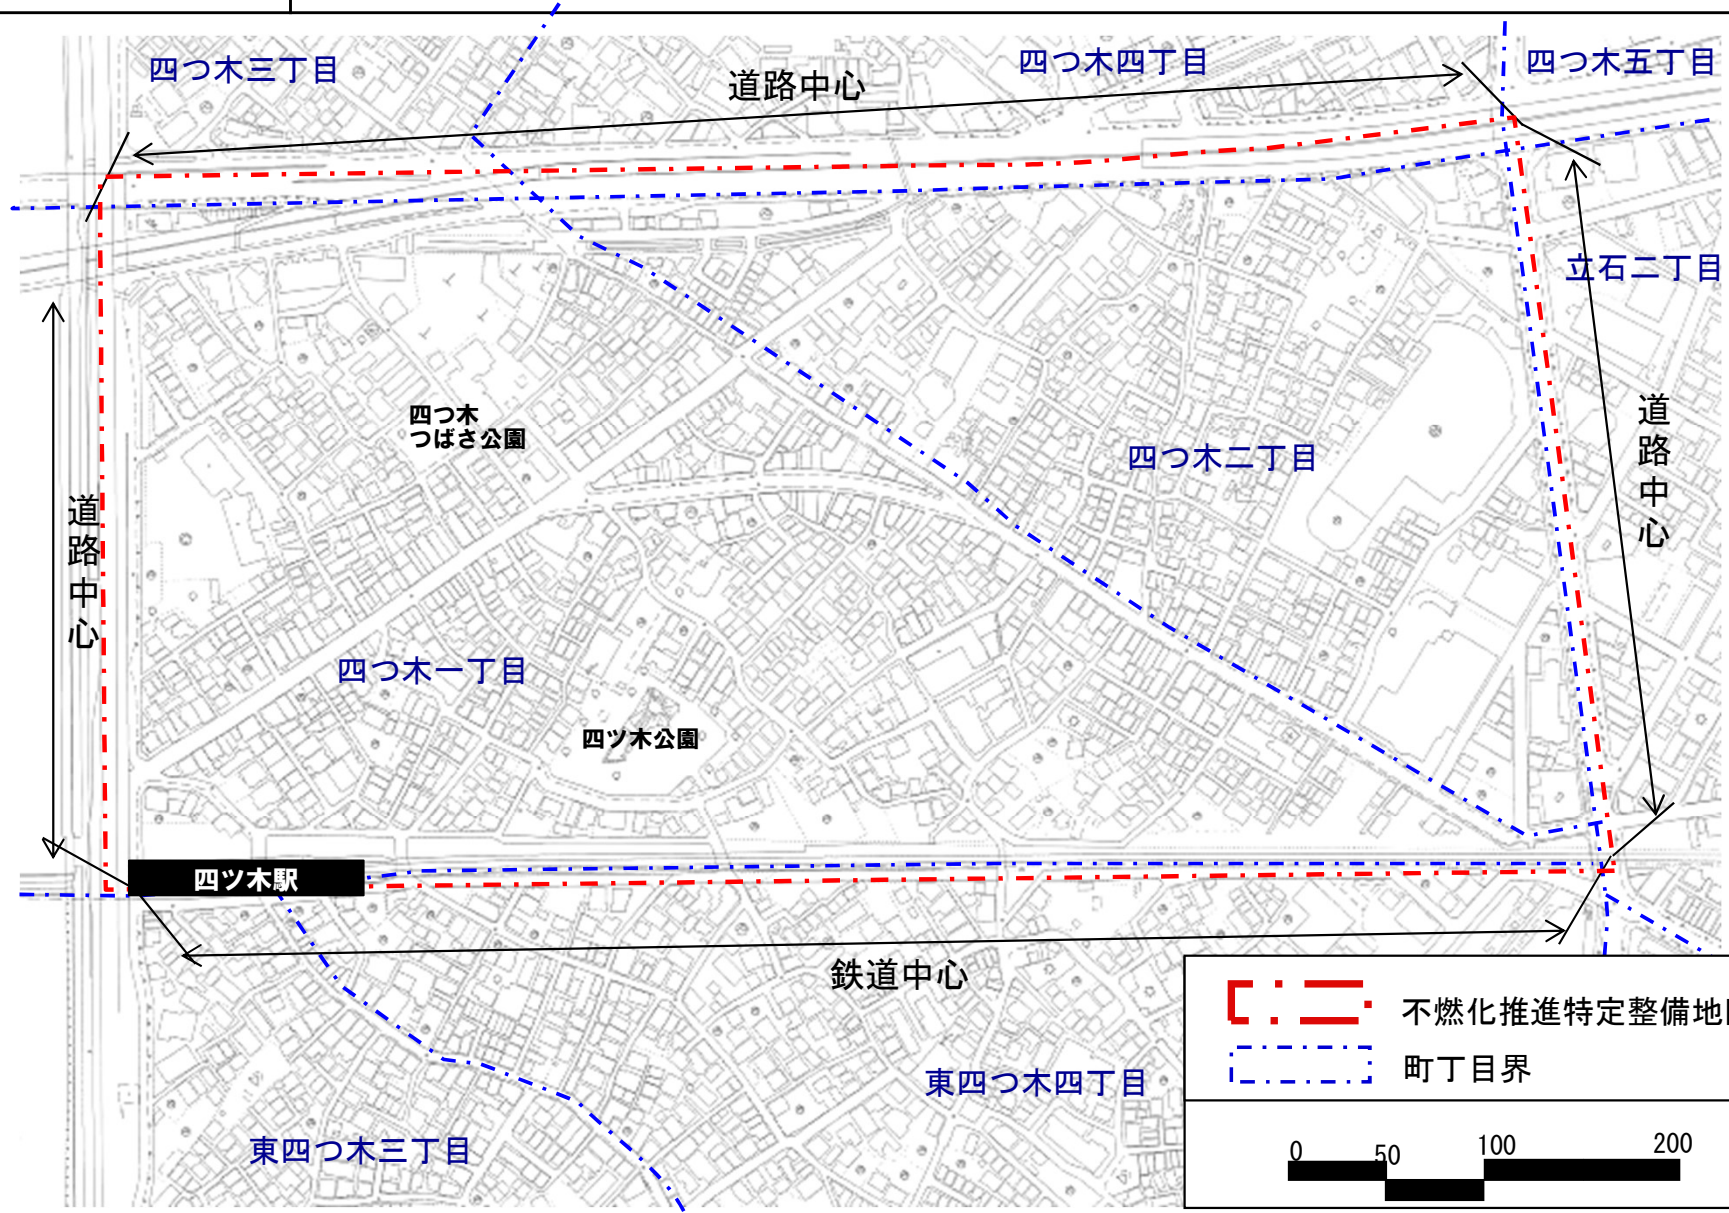 四つ木三丁目
道路中心
四つ木四丁目
四つ木五丁目
立石二丁目
四つ木
つばさ公園
四つ木二丁目
道路中心
道路中心
四つ木一丁目
四ツ木公園
四ツ木駅
鉄道中心
東四つ木四丁目
東四つ木三丁目
不燃化推進特定整備地
町丁目界
0 50 100 200